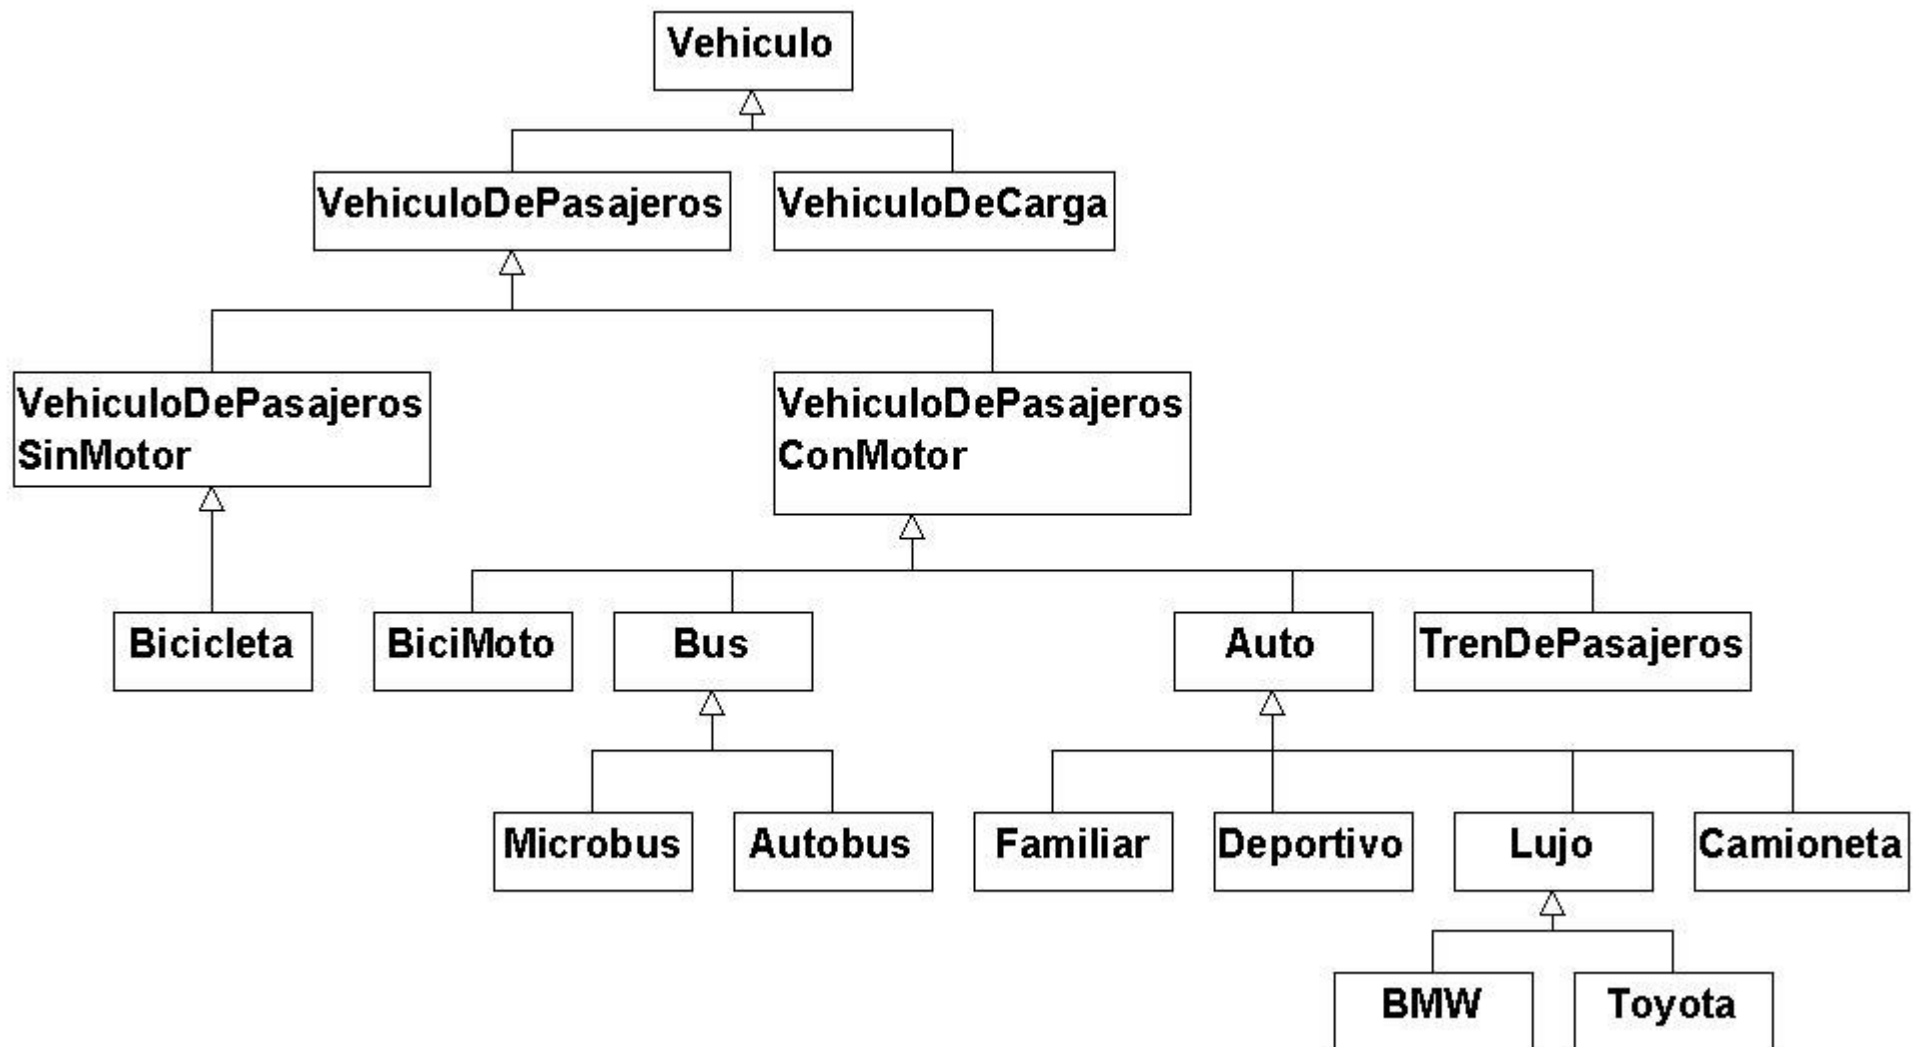 Vehiculo
VehiculoDePasajeros
VehiculoDeCarga
VehiculoDePasajeros
SinMotor
VehiculoDePasajeros
ConMotor
Bicicleta
BiciMoto
Bus
Auto
TrenDePasajeros
Microbus
Autobus
Familiar
Deportivo
Lujo
Camioneta
BMW
Toyota